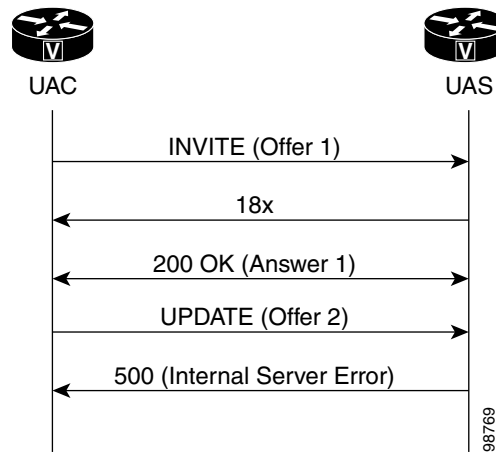 V V
UAC UAS
INVITE (Offer 1)
18x
200 OK (Answer 1)
UPDATE (Offer 2)
500 (Internal Server Error)
98769